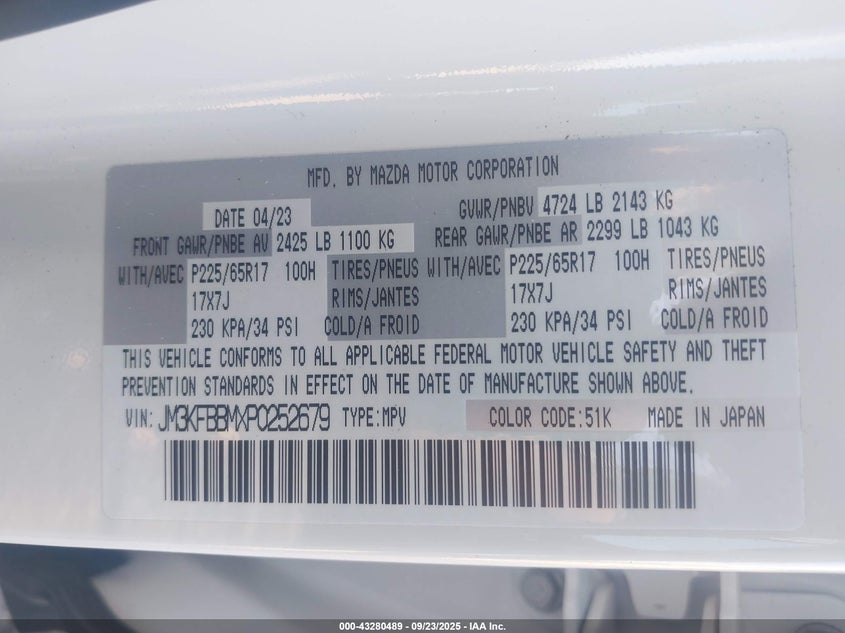 MFD. BY MAZDA MOTOR CORPORATION
DATE 04/23 GVWR/PNBV 4724 LB 2143 KG
FRONT GAWR/PNBE AV 2425 LB 1100 KG REAR GAWR/PNBE AR 2299 LB 1043 KG
WITH/AVEC P225/65R17 100H TIRES/PNEUS WITH/AVEC P225/65R17 100H TIRES/PNEUS
17X7J RIMS/JANTES 17X7J RIMS/JANTES
230 KPA/34 PSI COLD/A FROID 230 KPA/34 PSI COLD/A FROID
THIS VEHICLE CONFORMS TO ALL APPLICABLE FEDERAL MOTOR VEHICLE SAFETY AND THEFT
PREVENTION STANDARDS IN EFFECT ON THE DATE OF MANUFACTURE SHOWN ABOVE.
VIN: JM3KFBBMXP0252679 TYPE:MPV COLOR CODE:51K MADE IN JAPAN
000-43280489 - 09/23/2025 - IAA Inc.